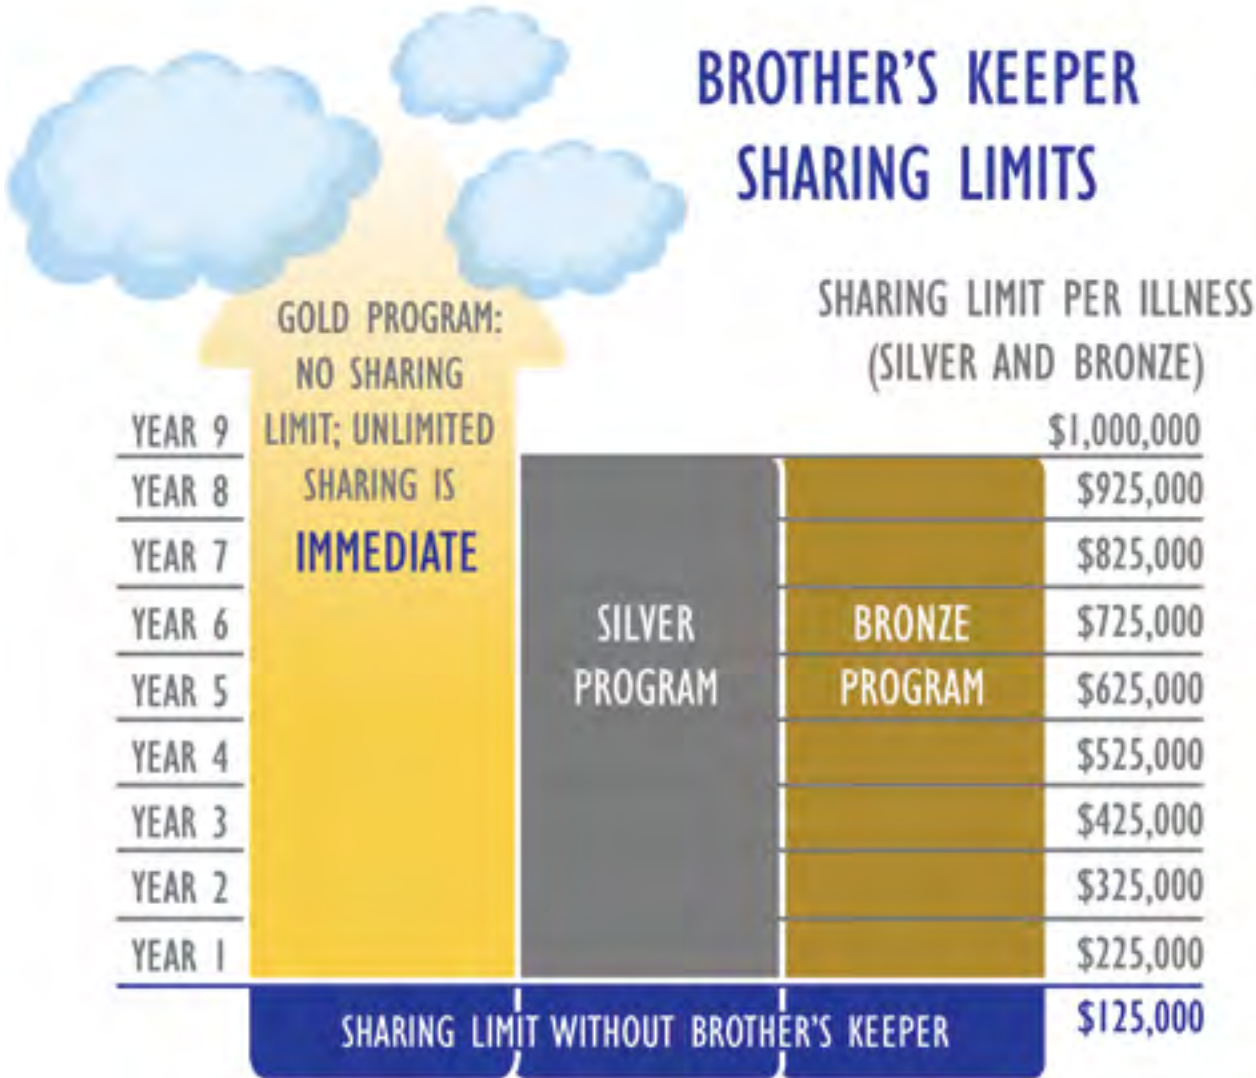 BROTHER'S KEEPER
SHARING LIMITS
SHARING LIMIT PER ILLNESS
(SILVER AND BRONZE)
GOLD PROGRAM:
NO SHARING
LIMIT; UNLIMITED
SHARING IS
IMMEDIATE
YEAR 9 $1,000,000
YEAR 8 $925,000
YEAR 7 $825,000
YEAR 6 $725,000
YEAR 5 $625,000
YEAR 4 $525,000
YEAR 3 $425,000
YEAR 2 $325,000
YEAR 1 $225,000
SILVER
PROGRAM
BRONZE
PROGRAM
SHARING LIMIT WITHOUT BROTHER'S KEEPER $125,000